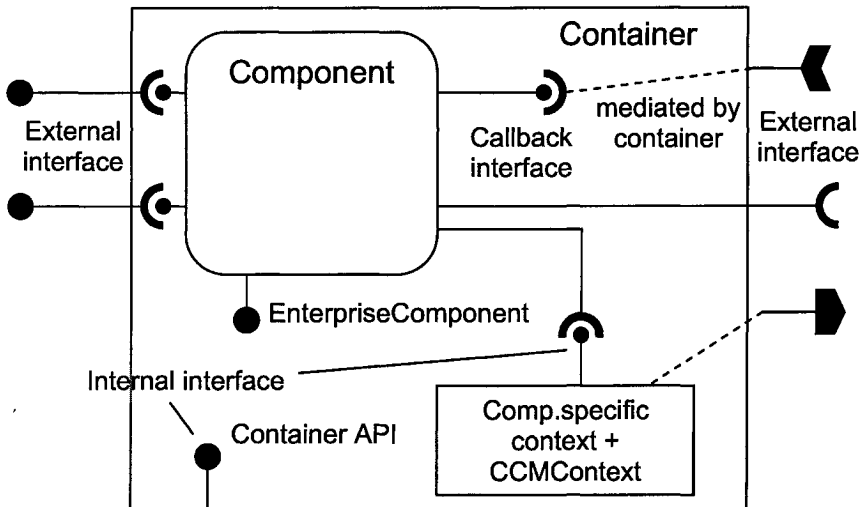 Container
Component
External
interface
Callback
interface
mediated by
container
External
interface
EnterpriseComponent
Internal interface
Container API
Comp.specific
context +
CCMContext